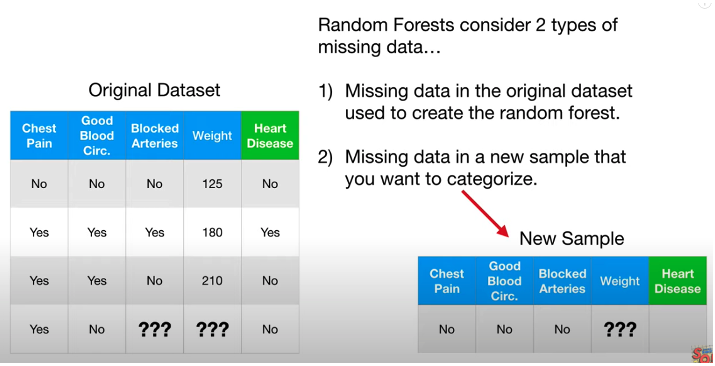 Random Forests consider 2 types of
missing data…
1) Missing data in the original dataset
used to create the random forest.
2) Missing data in a new sample that
you want to categorize.
Original Dataset
Chest Pain Good Blood Circ. Blocked Arteries Weight Heart Disease
No No No 125 No
Yes Yes Yes 180 Yes
Yes Yes No 210 No
Yes No ??? ??? No
New Sample
Chest Pain Good Blood Circ. Blocked Arteries Weight Heart Disease
No No No ???